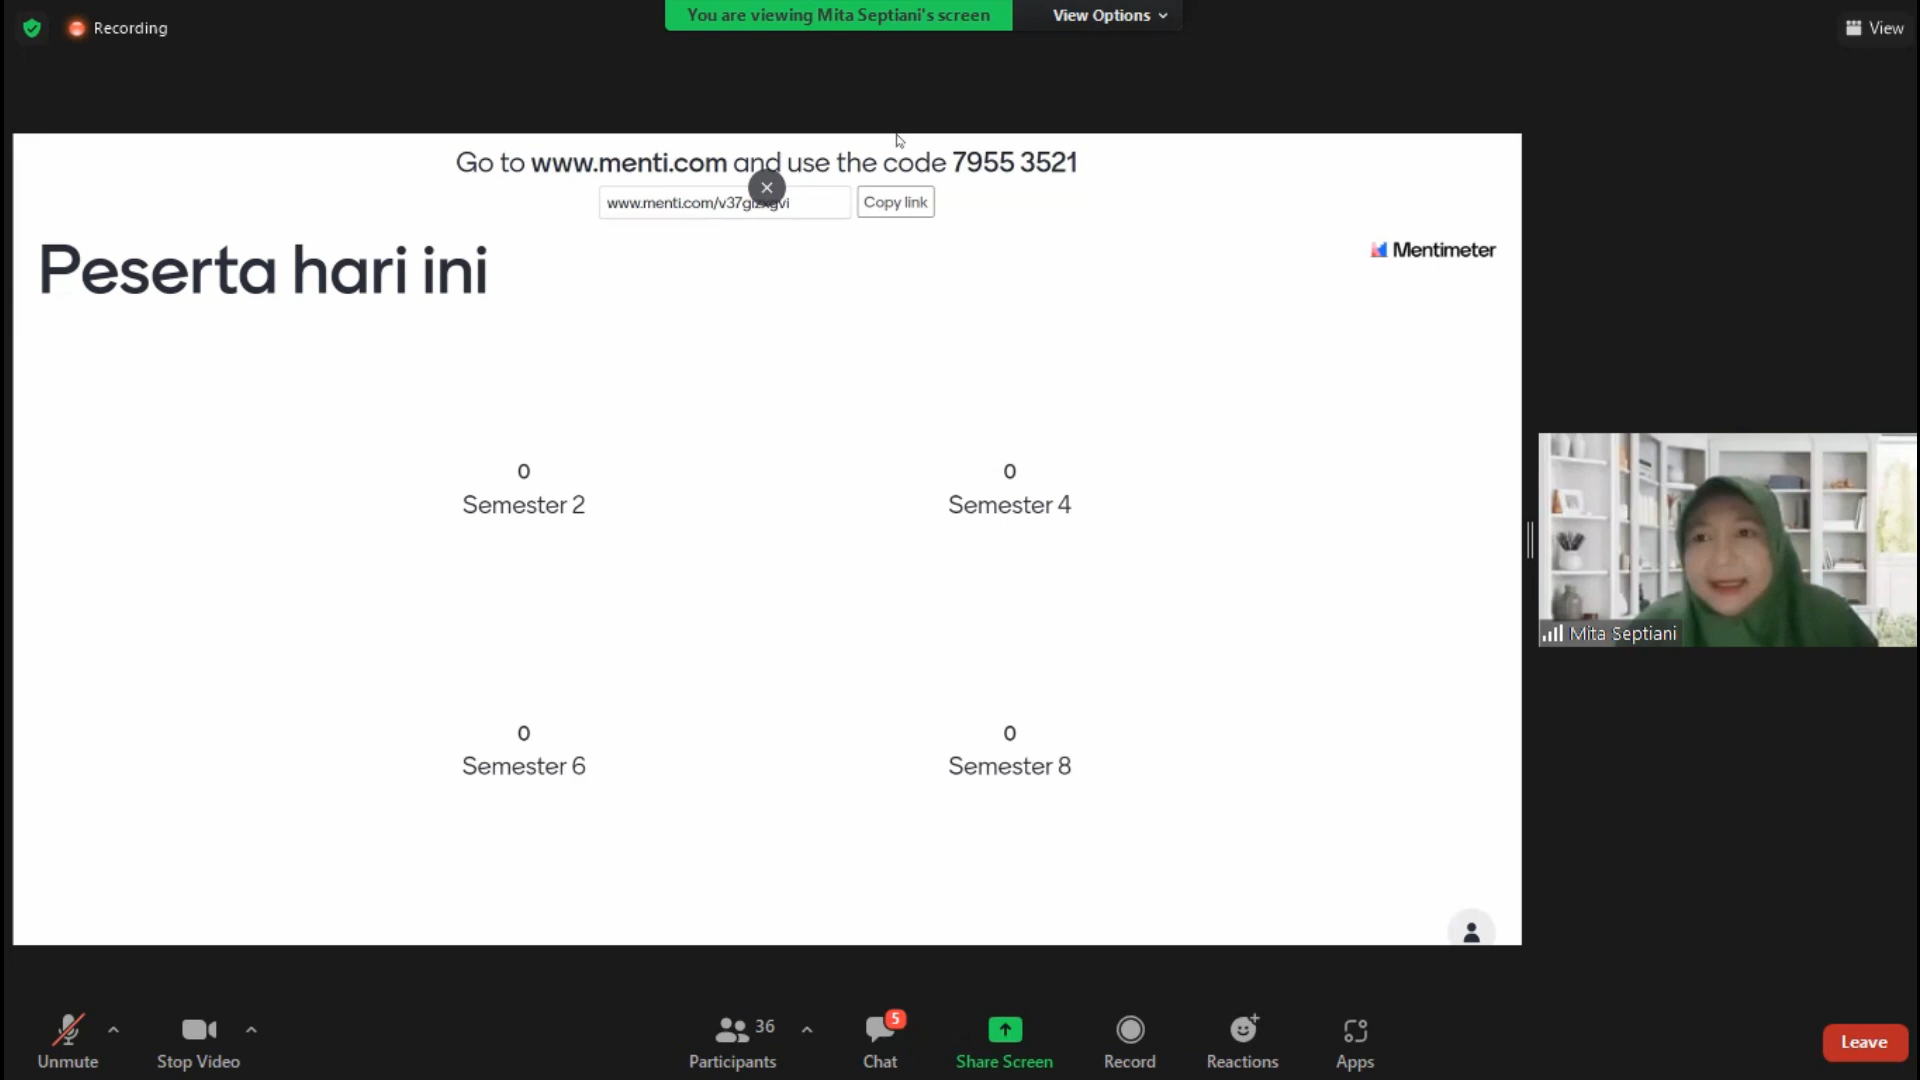 Recording
You are viewing Mita Septiani's screen
View Options
View
Go to www.menti.com and use the code 7955 3521
Copy link
Peserta hari ini
Mentimeter
0
Semester 2
0
Semester 4
0
Semester 6
0
Semester 8
Mita Septiani
Unmute
Stop Video
36
Participants
5
Chat
Share Screen
Record
Reactions
Apps
Leave